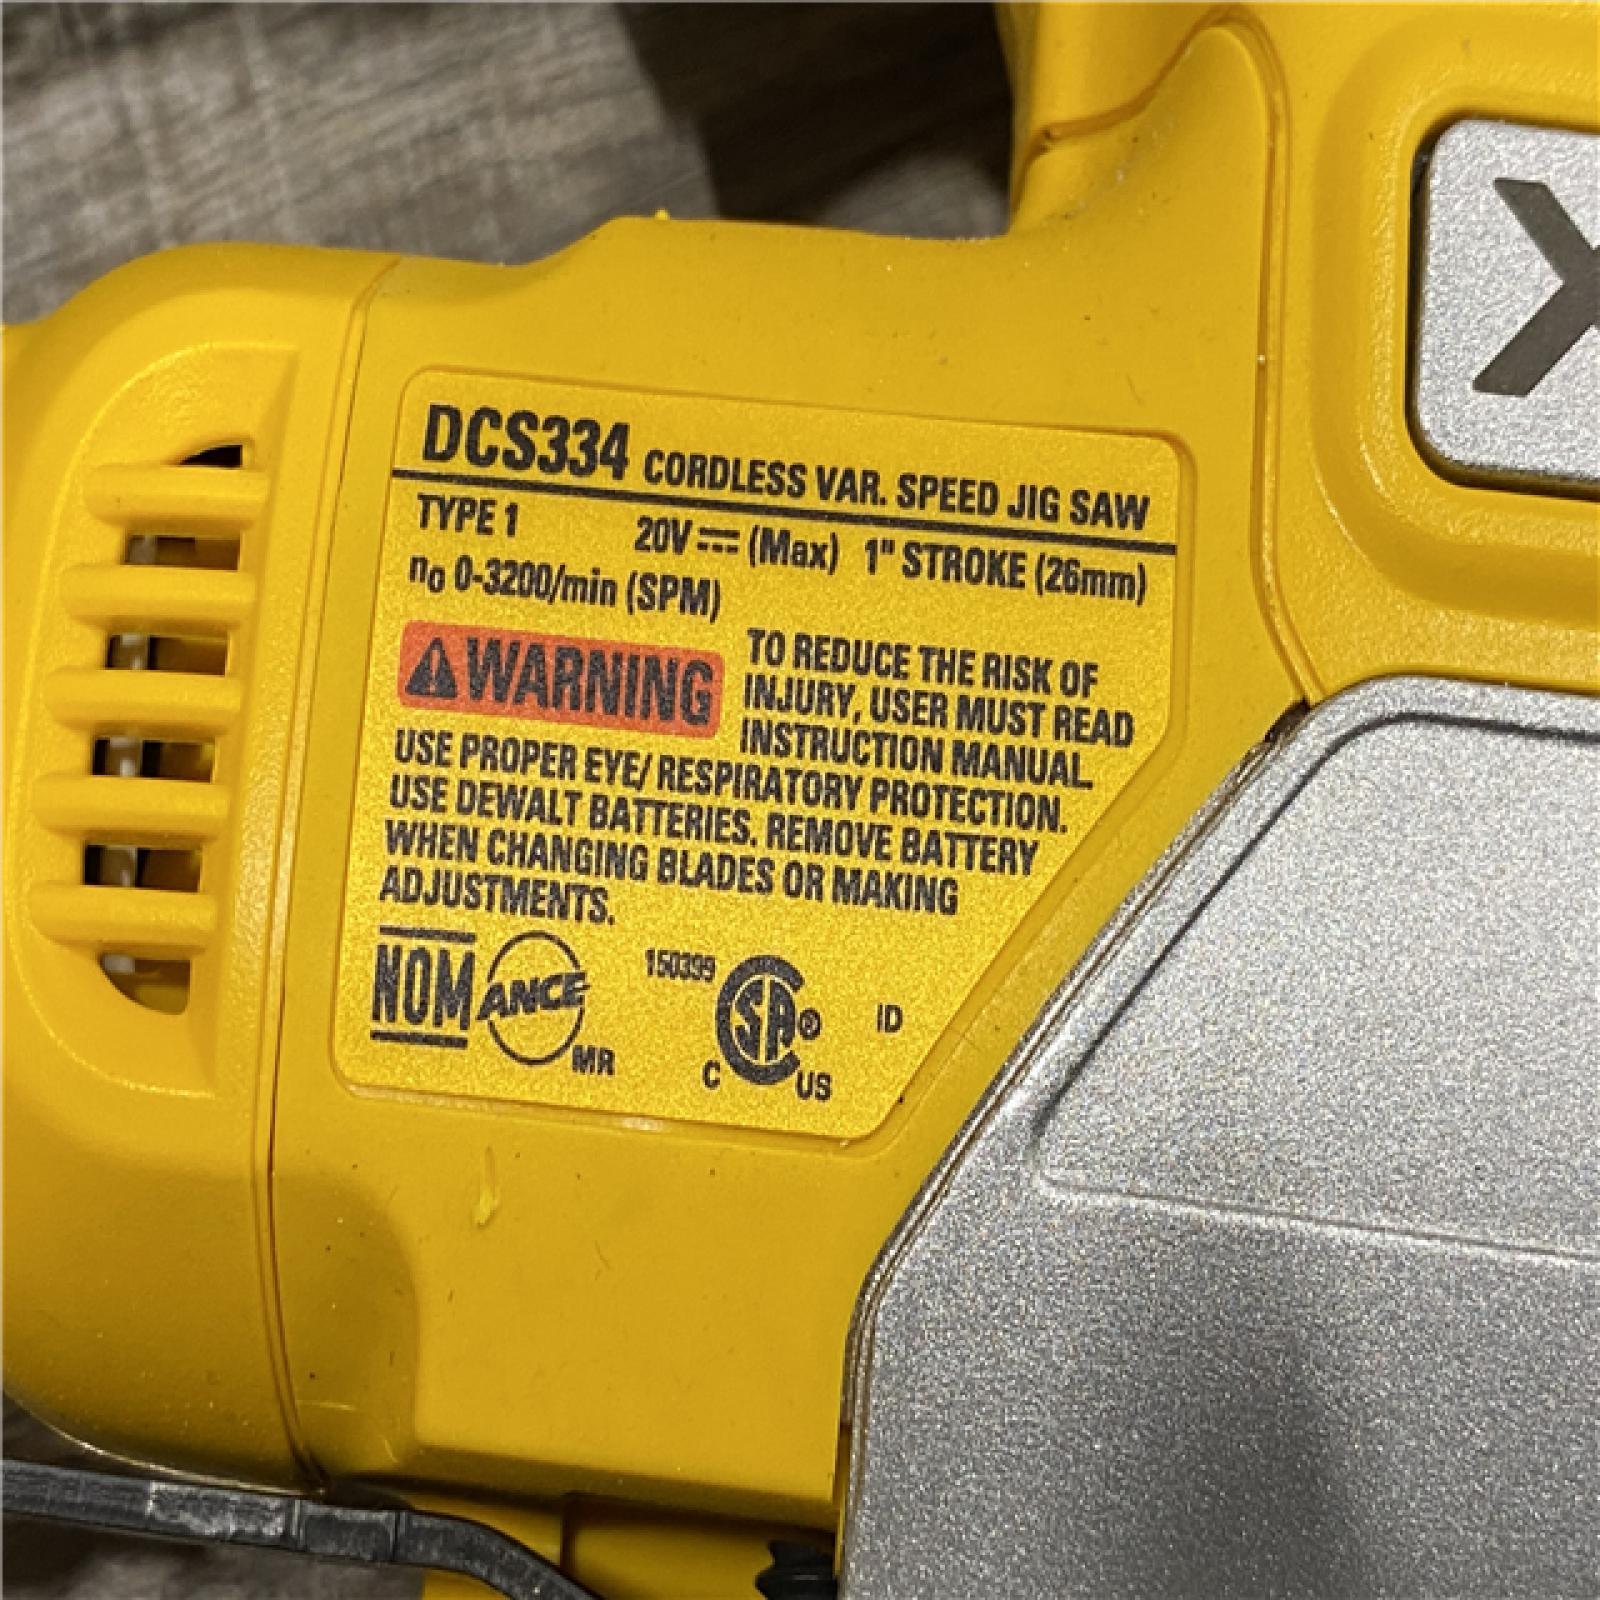 X
DCS334 CORDLESS VAR. SPEED JIG SAW
TYPE 1 20V ⎓ (Max) 1" STROKE (26mm)
n₀ 0-3200/min (SPM)
⚠WARNING TO REDUCE THE RISK OF
INJURY, USER MUST READ
INSTRUCTION MANUAL.
USE PROPER EYE/ RESPIRATORY PROTECTION.
USE DEWALT BATTERIES. REMOVE BATTERY
WHEN CHANGING BLADES OR MAKING
ADJUSTMENTS.
NOM ANCE MR 150399 C SA® US ID